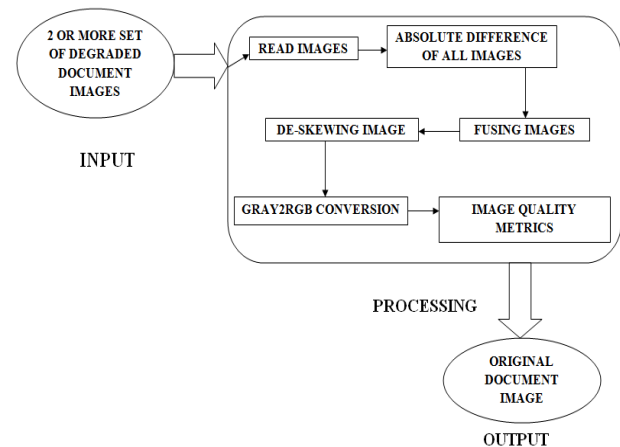 2 OR MORE SET
OF DEGRADED
DOCUMENT
IMAGES
INPUT
READ IMAGES
ABSOLUTE DIFFERENCE
OF ALL IMAGES
FUSING IMAGES
DE-SKEWING IMAGE
GRAY2RGB CONVERSION
IMAGE QUALITY
METRICS
PROCESSING
ORIGINAL
DOCUMENT
IMAGE
OUTPUT